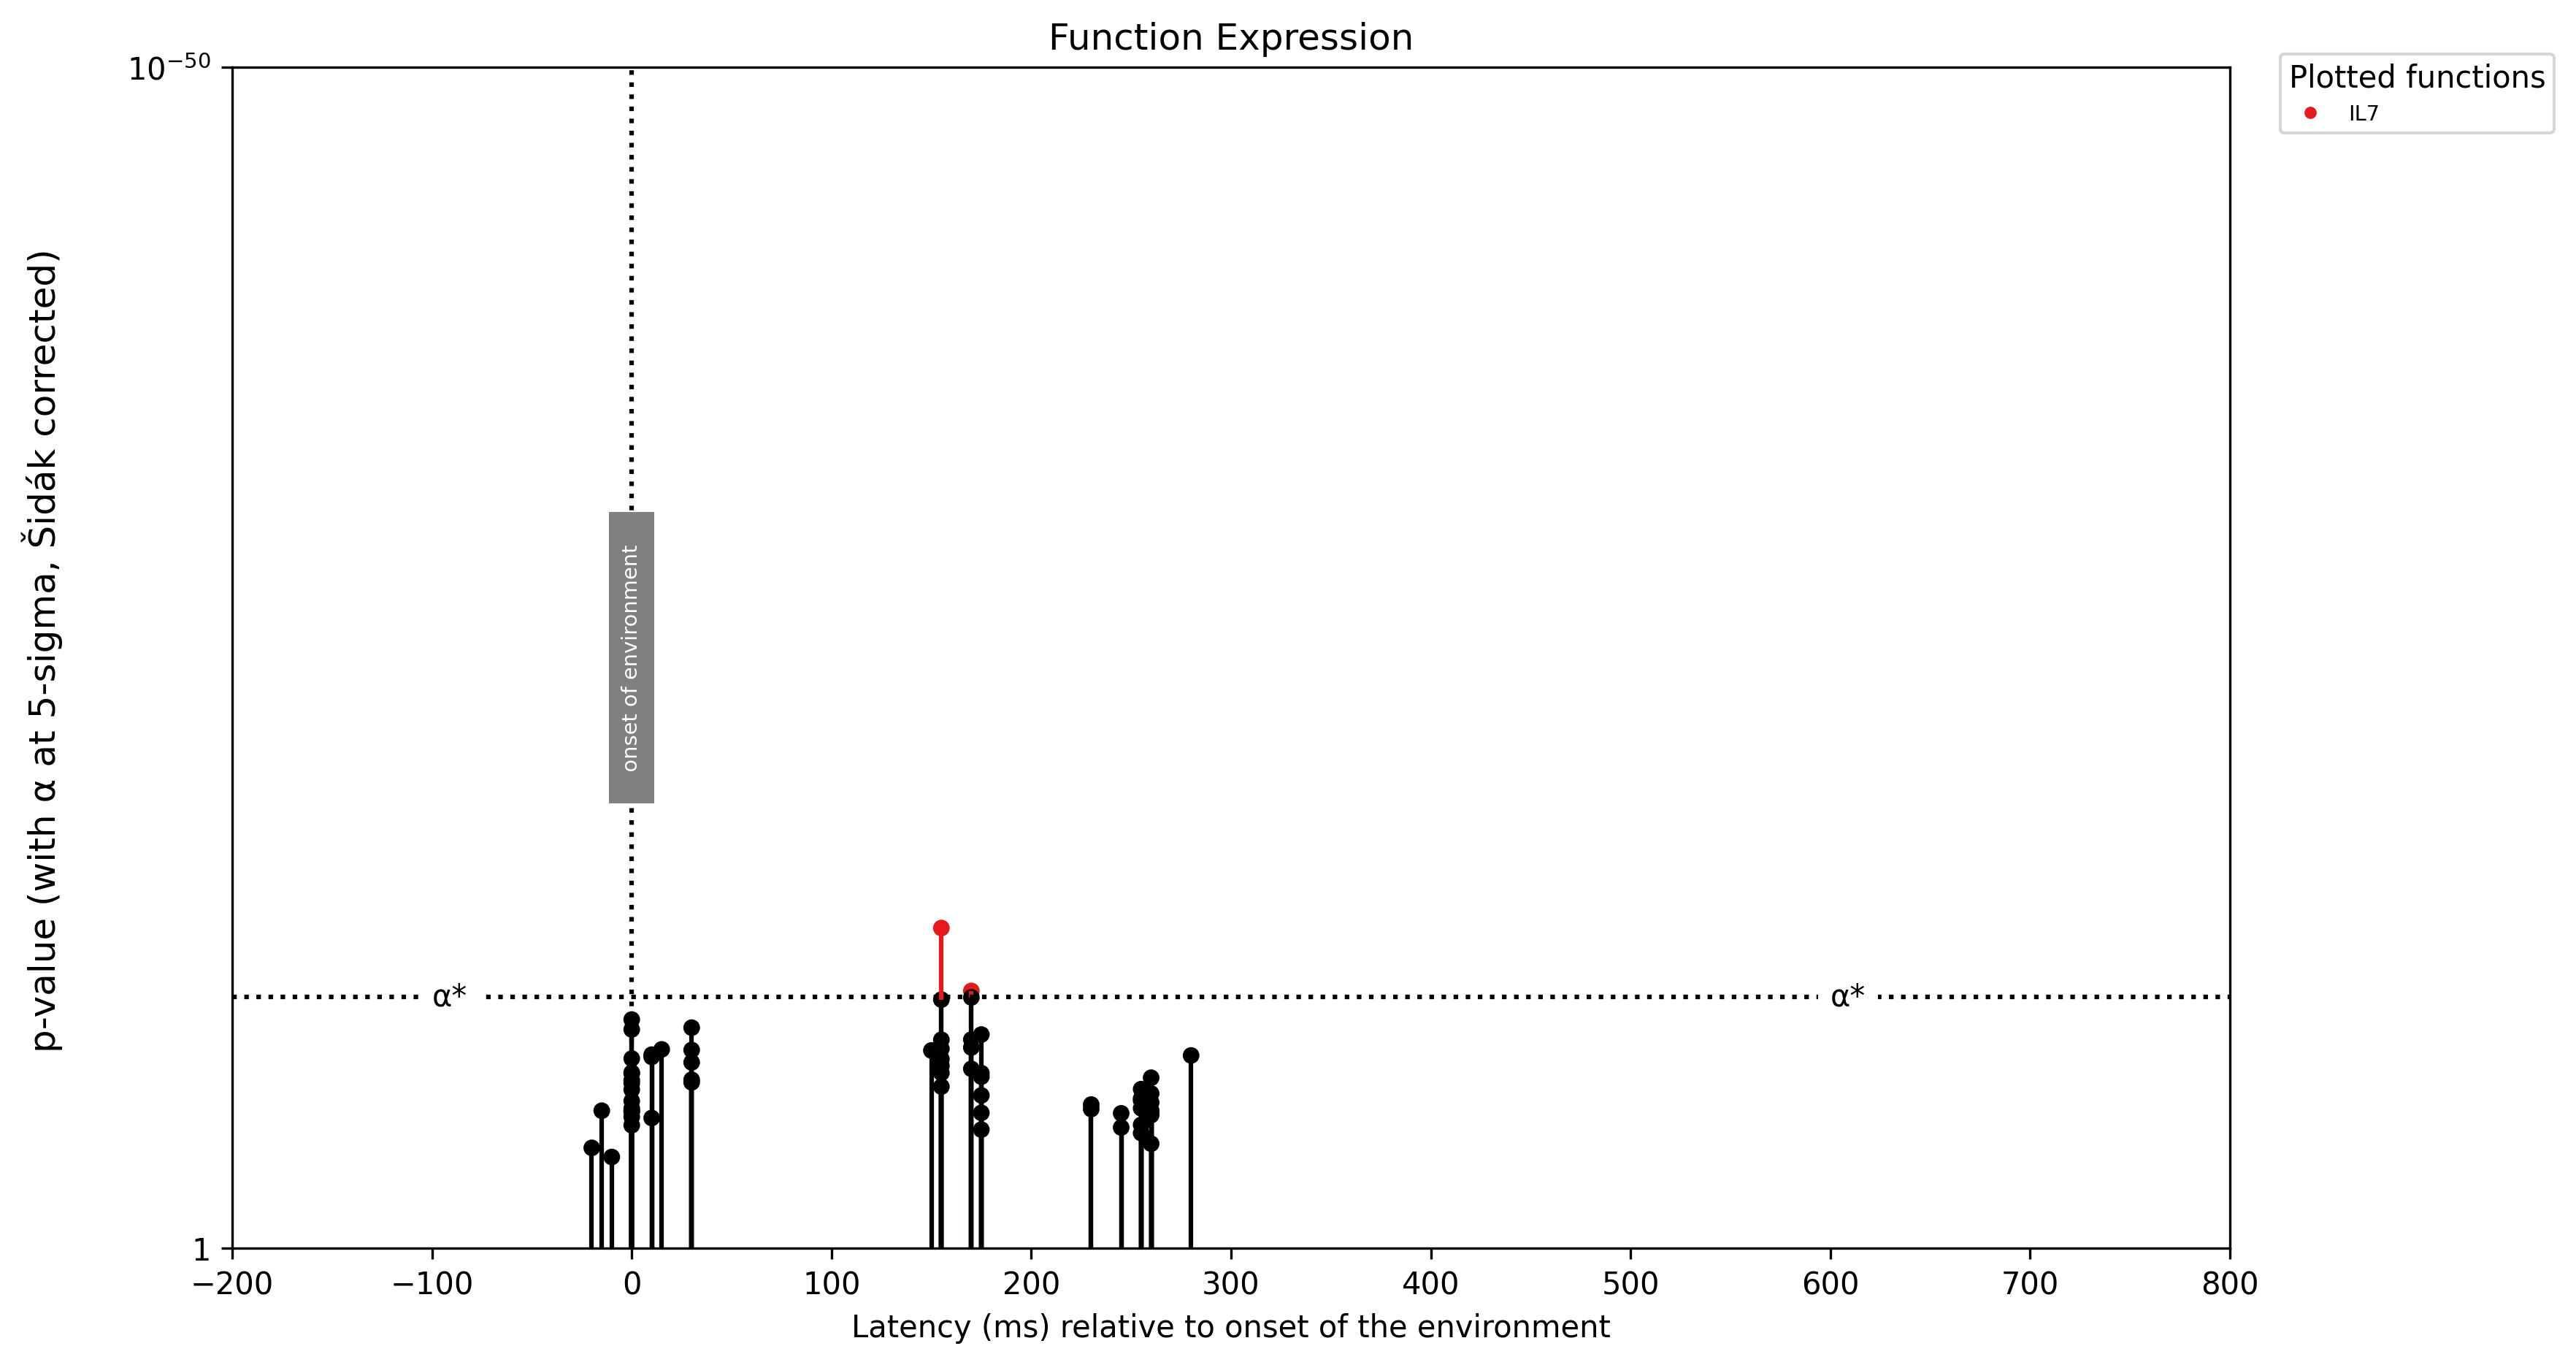 Function Expression
10⁻⁵⁰
Plotted functions
IL7
p-value (with α at 5-sigma, Šidák corrected)
onset of environment
α*
α*
1
−200
−100
0
100
200
300
400
500
600
700
800
Latency (ms) relative to onset of the environment